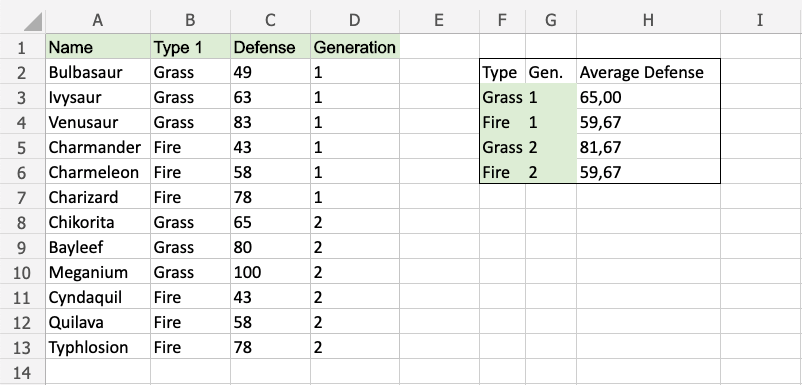 A B C D E F G H I
1 Name Type 1 Defense Generation
2 Bulbasaur Grass 49 1 Type Gen. Average Defense
3 Ivysaur Grass 63 1 Grass 1 65,00
4 Venusaur Grass 83 1 Fire 1 59,67
5 Charmander Fire 43 1 Grass 2 81,67
6 Charmeleon Fire 58 1 Fire 2 59,67
7 Charizard Fire 78 1
8 Chikorita Grass 65 2
9 Bayleef Grass 80 2
10 Meganium Grass 100 2
11 Cyndaquil Fire 43 2
12 Quilava Fire 58 2
13 Typhlosion Fire 78 2
14